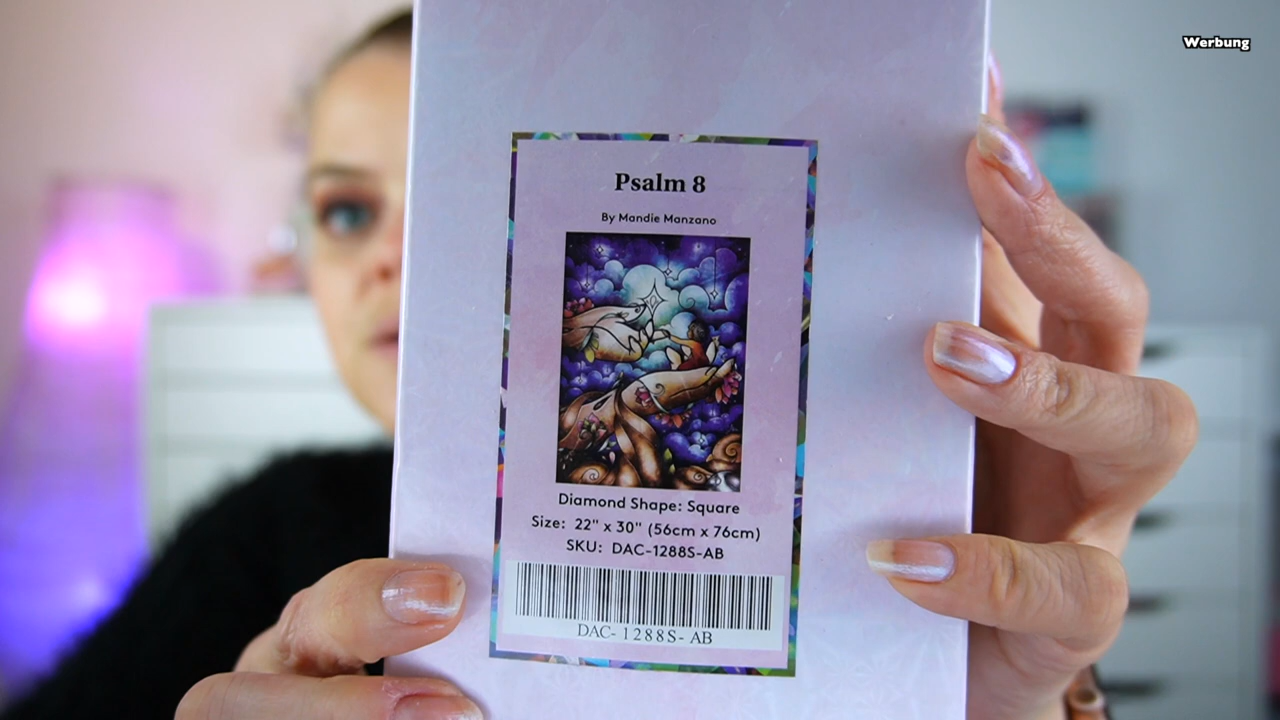 Werbung
Psalm 8
By Mandie Manzano
Diamond Shape: Square
Size: 22" x 30" (56cm x 76cm)
SKU: DAC-1288S-AB
DAC- 1288S- AB